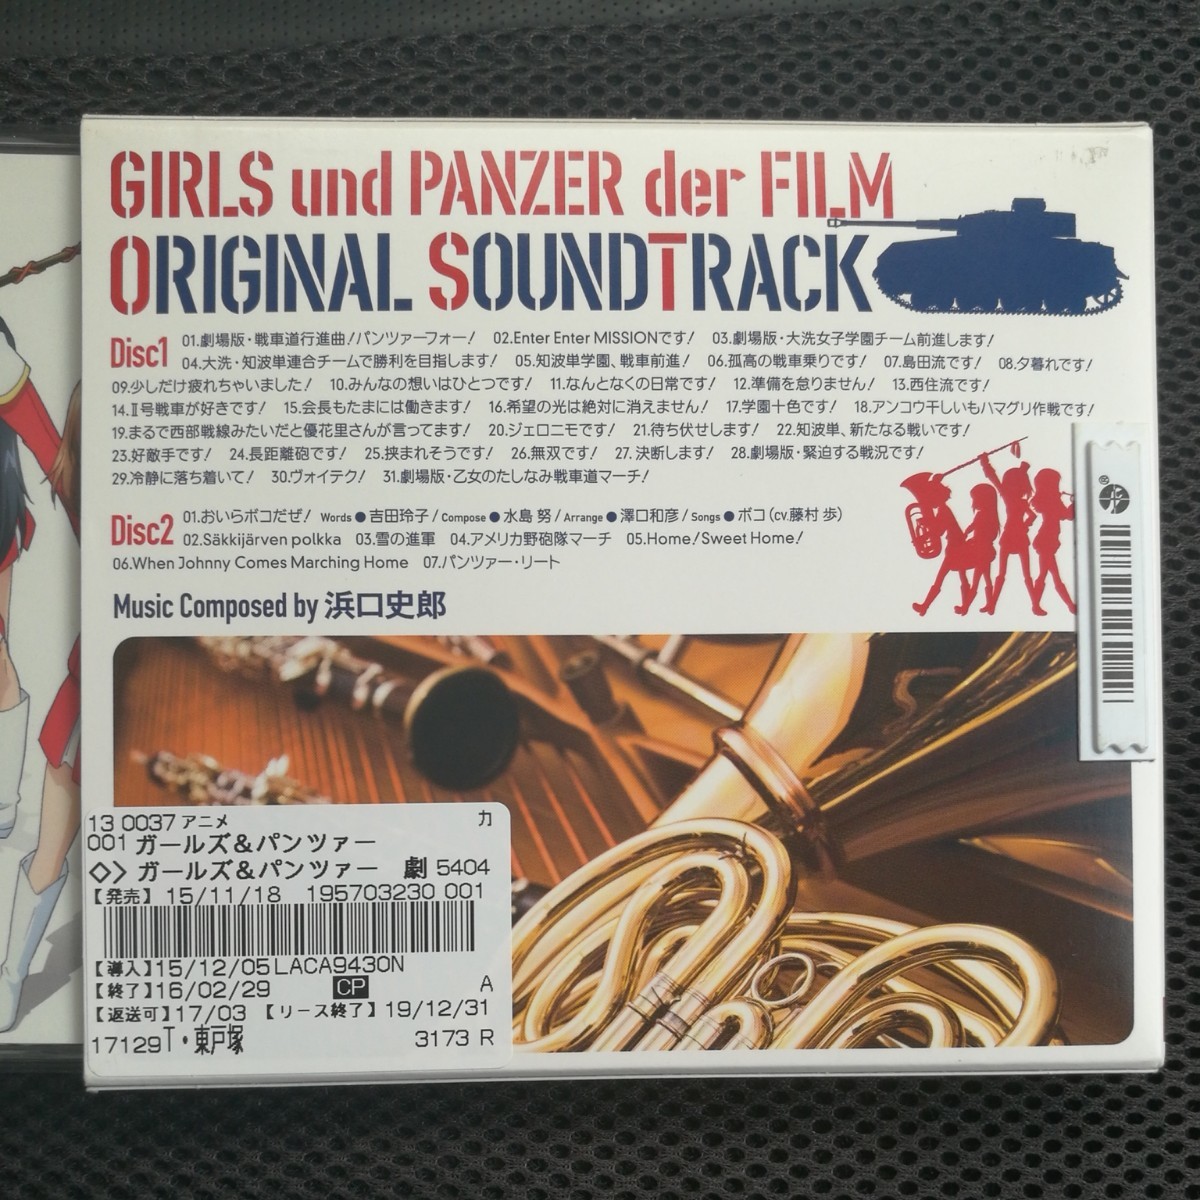 GIRLS und PANZER der FILM
ORIGINAL SOUNDTRACK
Disc1
01.劇場版・戦車道行進曲!パンツァーフォー! 02.Enter Enter MISSIONです! 03.劇場版・大洗女子学園チーム前進します!
04.大洗・知波単連合チームで勝利を目指します! 05.知波単学園、戦車前進! 06.孤高の戦車乗りです! 07.島田流です! 08.夕暮れです!
09.少しだけ疲れちゃいました! 10.みんなの想いはひとつです! 11.なんとなくの日常です! 12.準備を怠りません! 13.西住流です!
14.Ⅱ号戦車が好きです! 15.会長もたまには働きます! 16.希望の光は絶対に消えません! 17.学園十色です! 18.アンコウ干しいもハマグリ作戦です!
19.まるで西部戦線みたいだと優花里さんが言ってます! 20.ジェロニモです! 21.待ち伏せします! 22.知波単、新たなる戦いです!
23.好敵手です! 24.長距離砲です! 25.挟まれそうです! 26.無双です! 27.決断します! 28.劇場版・緊迫する戦況です!
29.冷静に落ち着いて! 30.ヴォイテク! 31.劇場版・乙女のたしなみ戦車道マーチ!
Disc2
01.おいらボコだぜ! Words●吉田玲子/Compose●水島 努/Arrange●澤口和彦/Songs●ボコ(cv.藤村 歩)
02.Säkkijärven polkka 03.雪の進軍 04.アメリカ野砲隊マーチ 05.Home! Sweet Home!
06.When Johnny Comes Marching Home 07.パンツァー・リート
Music Composed by 浜口史郎
13 0037 アニメ カ
001 ガールズ&パンツァー
◇> ガールズ&パンツァー 劇 5404
【発売】15/11/18 195703230 001
【導入】15/12/05 LACA9430N
【終了】16/02/29 CP A
【返送可】17/03 【リース終了】19/12/31
17129T・東戸塚 3173 R